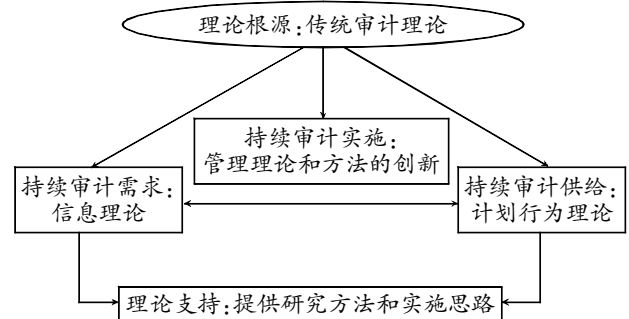 理论根源:传统审计理论
持续审计实施:
管理理论和方法的创新
持续审计需求:
信息理论
持续审计供给:
计划行为理论
理论支持:提供研究方法和实施思路